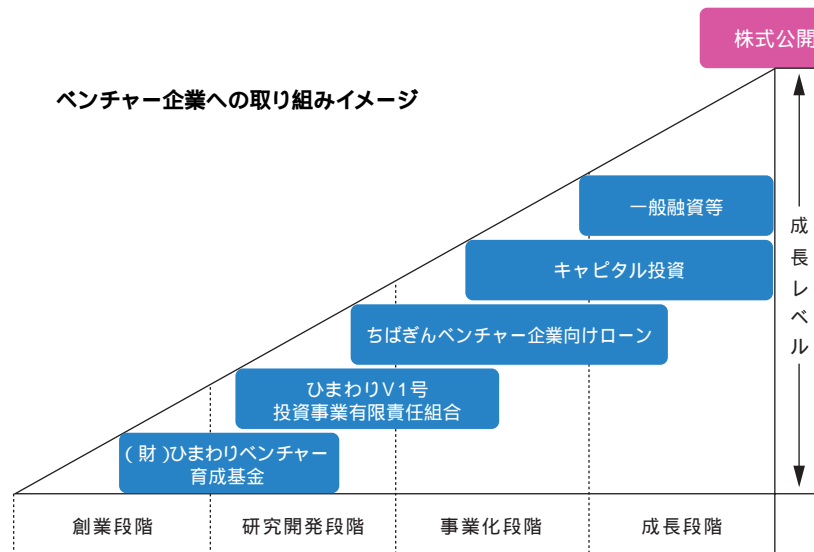 株式公開
ベンチャー企業への取り組みイメージ
一般融資等
キャピタル投資
ちばぎんベンチャー企業向けローン
ひまわりV1号
投資事業有限責任組合
(財)ひまわりベンチャー
育成基金
成長レベル
創業段階
研究開発段階
事業化段階
成長段階